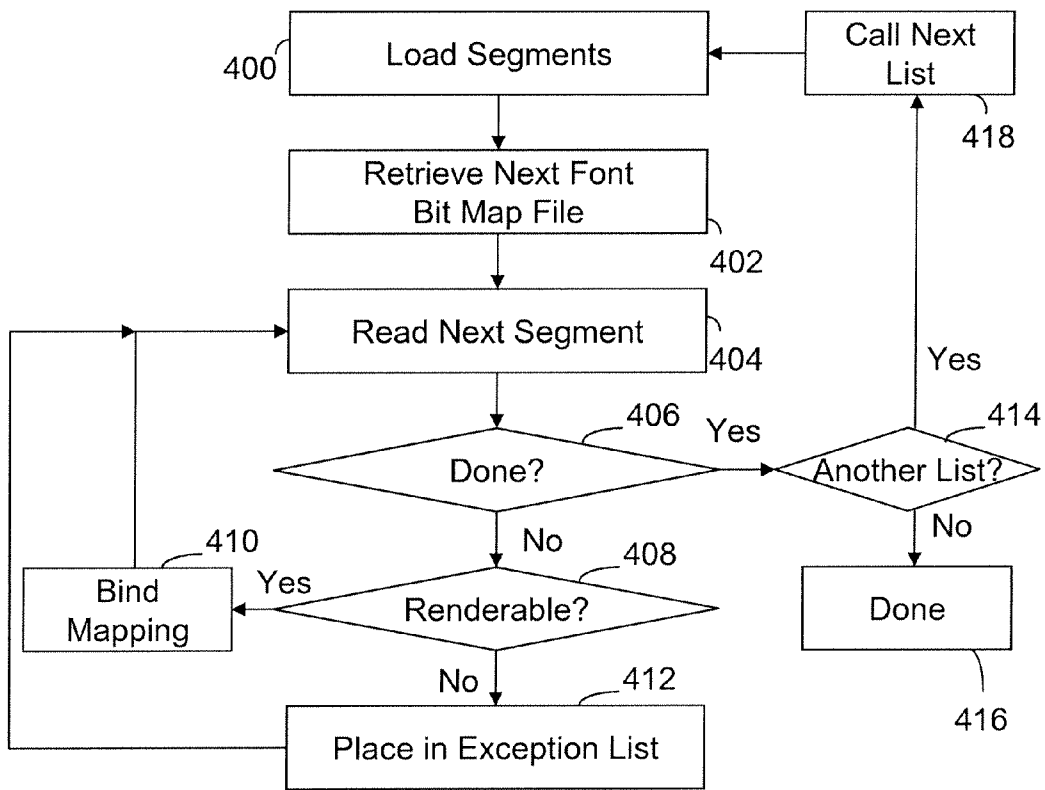 400
Load Segments
Call Next
List
418
Retrieve Next Font
Bit Map File
402
Read Next Segment
404
Yes
406
Yes
414
Done?
Another List?
No
No
410
Yes
408
Bind
Mapping
Renderable?
Done
No
412
416
Place in Exception List